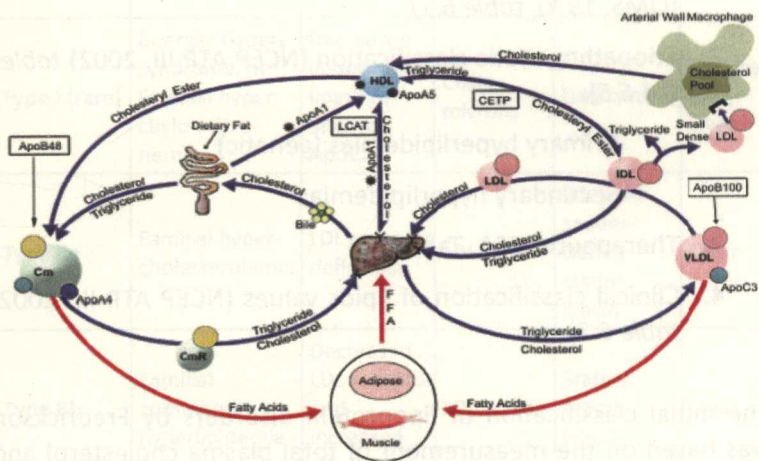 Arterial Wall Macrophage
Cholesterol
Cholesterol
Pool
HDL
Triglyceride
ApoA5
Cholesteryl Ester
ApoA1
CETP
Cholesteryl Ester
LCAT
Triglyceride
Small
Dense
LDL
Dietary Fat
ApoB48
Cholesterol
ApoA1
IDL
LDL
ApoB100
Cholesterol
Triglyceride
Cholesterol
Cholesterol
Bile
Cholesterol
Triglyceride
VLDL
Cm
ApoA4
ApoC3
FFA
Triglyceride
Cholesterol
Triglyceride
Cholesterol
CmR
Adipose
Fatty Acids
Fatty Acids
Muscle